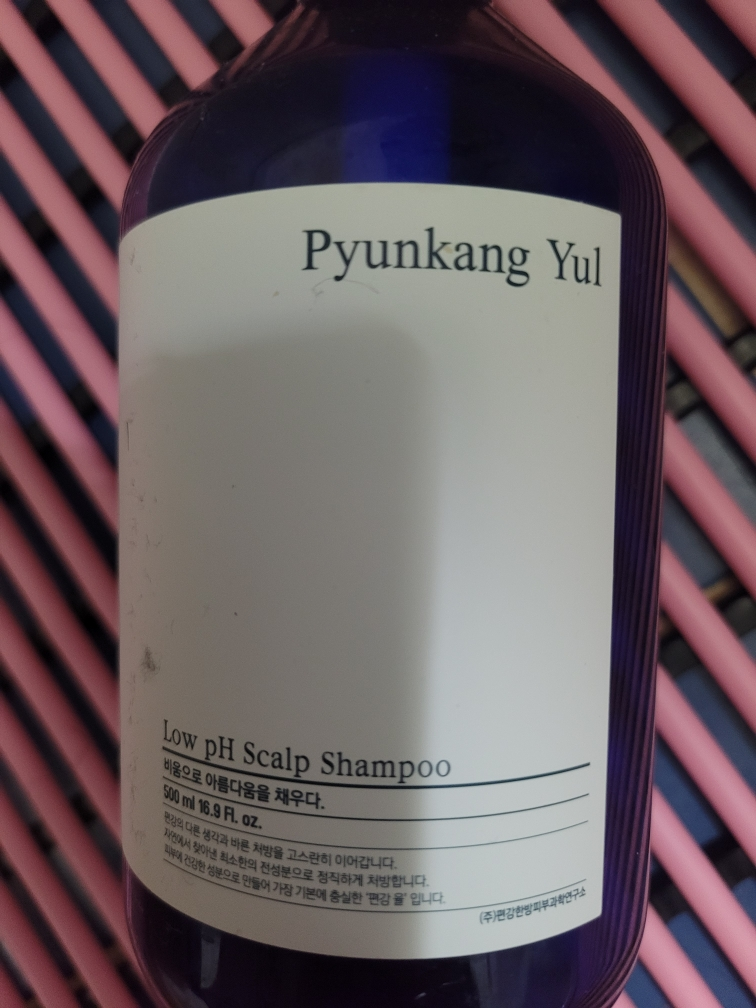 Pyunkang Yul
Low pH Scalp Shampoo
비움으로 아름다움을 채우다.
500 ml 16.9 Fl. oz.
편강의 다른 생각과 바른 처방을 고스란히 이어갑니다.
자연에서 찾아낸 최소한의 전성분으로 정직하게 처방합니다.
피부에 건강한 성분으로 만들어 가장 기본에 충실한 '편강 율' 입니다.
(주)편강한방피부과학연구소